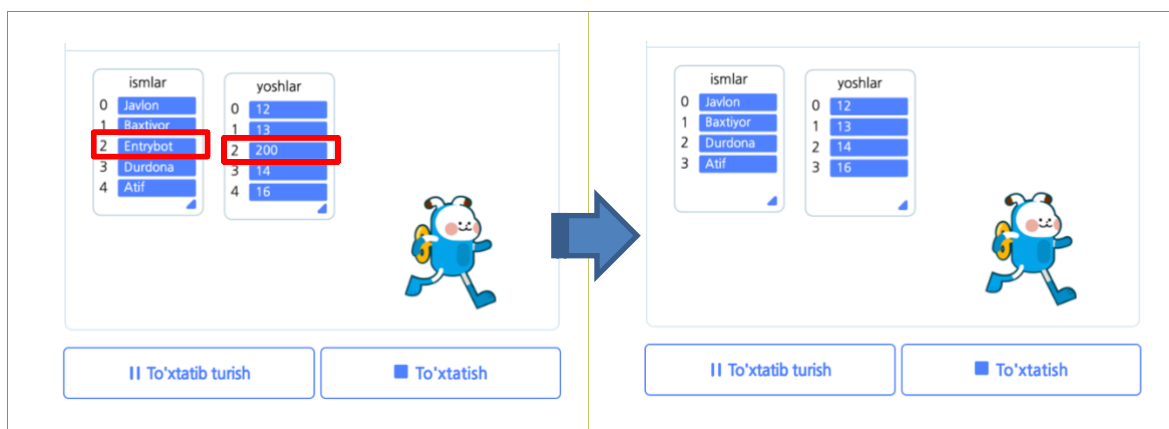 ismlar
0 Javlon
1 Baxtiyor
2 Entrybot
3 Durdona
4 Atif
yoshlar
0 12
1 13
2 200
3 14
4 16
II To'xtatib turish
To'xtatish
ismlar
0 Javlon
1 Baxtiyor
2 Durdona
3 Atif
yoshlar
0 12
1 13
2 14
3 16
II To'xtatib turish
To'xtatish